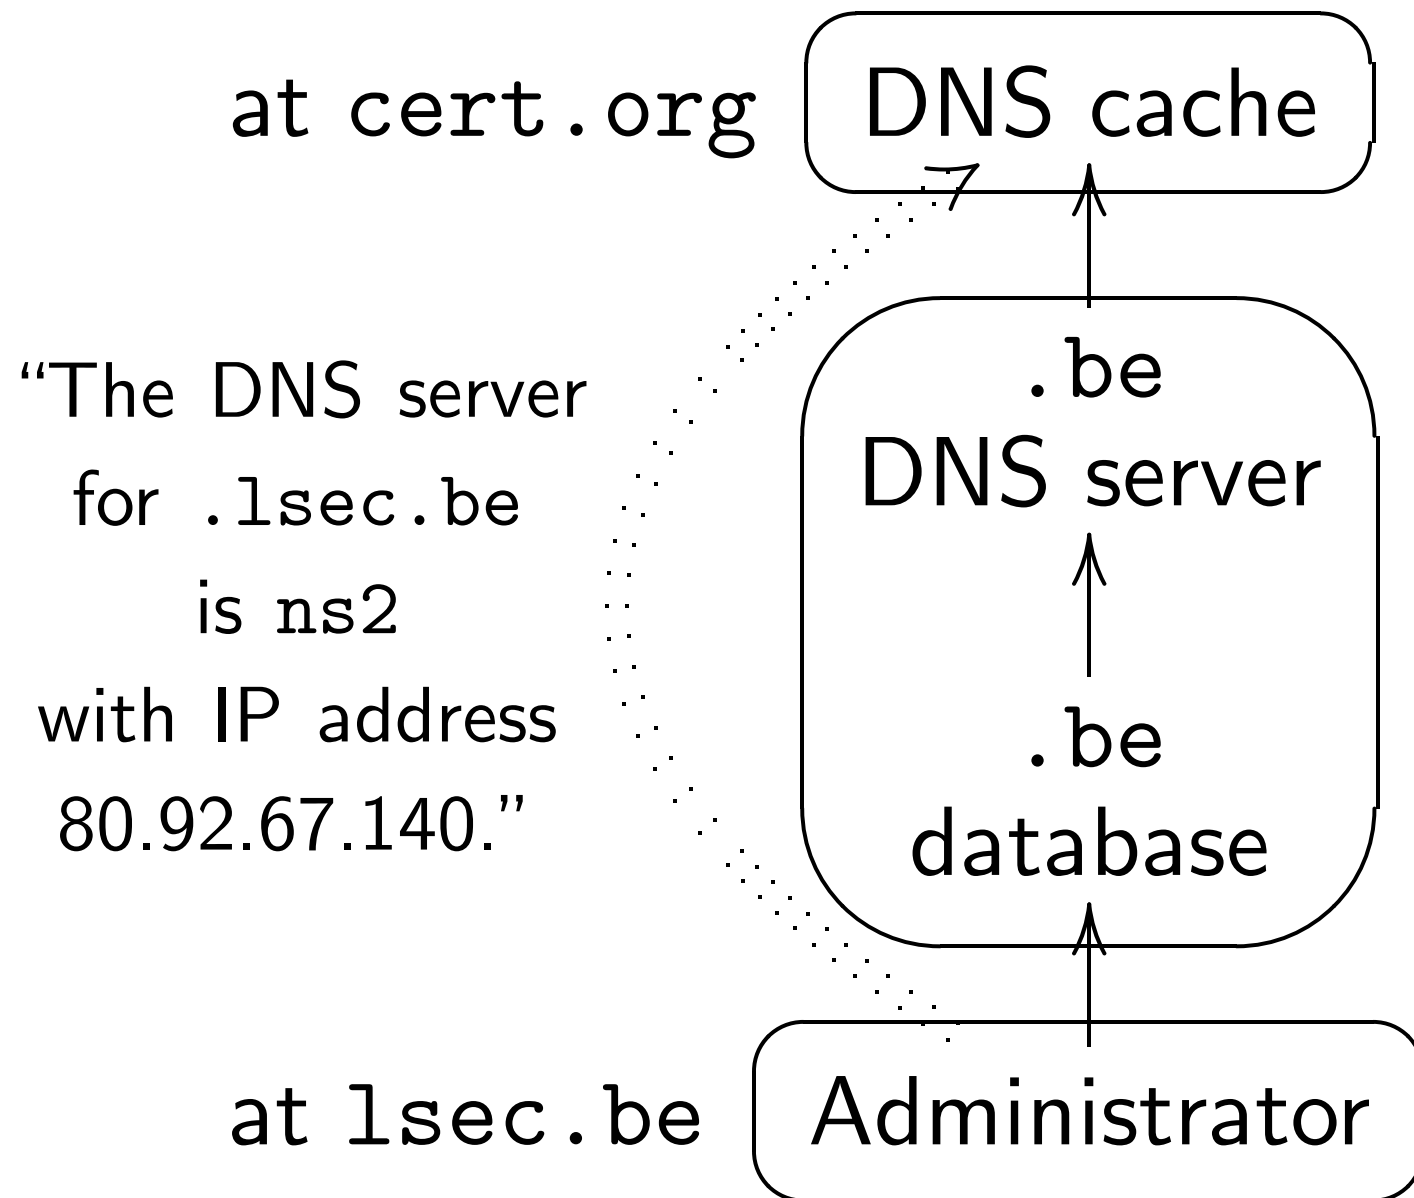 at cert.org DNS cache
.be
“The DNS server
DNS server
for .lsec.be
is ns2
with IP address
.be
80.92.67.140.”
database
at lsec.be Administrator